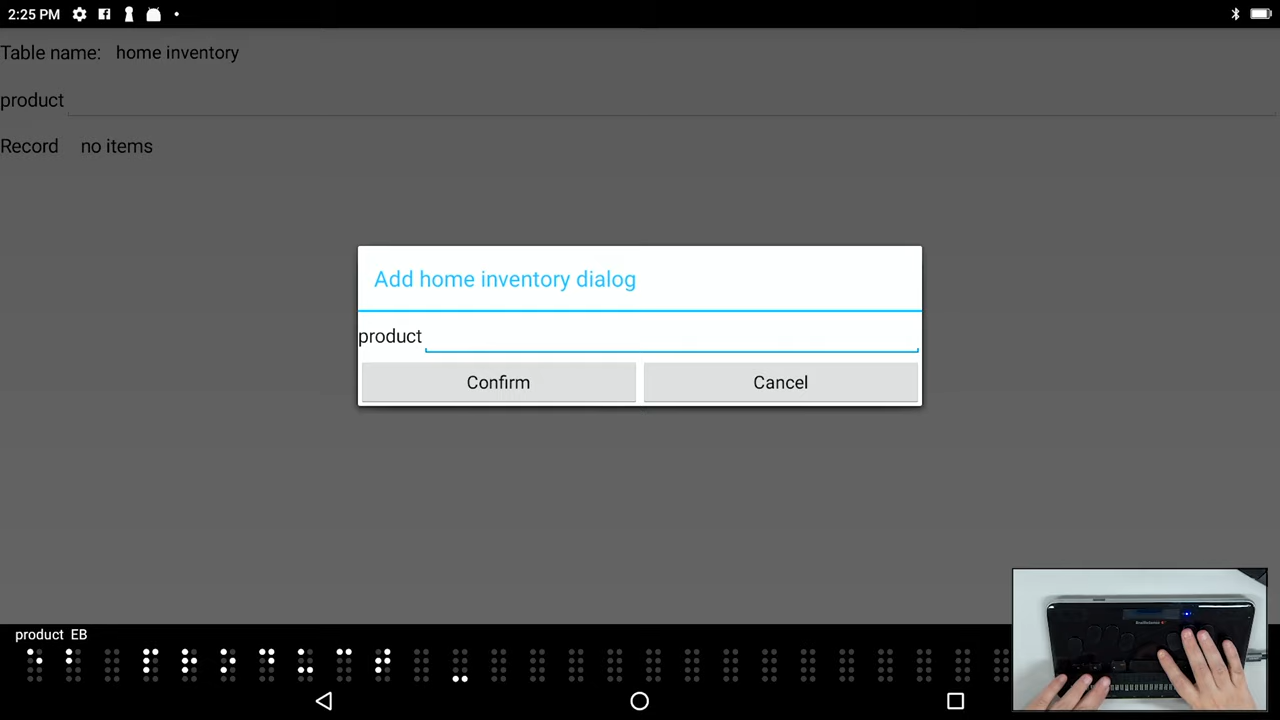 2:25 PM
Table name: home inventory
product
Record no items
Add home inventory dialog
product
Confirm Cancel
product EB